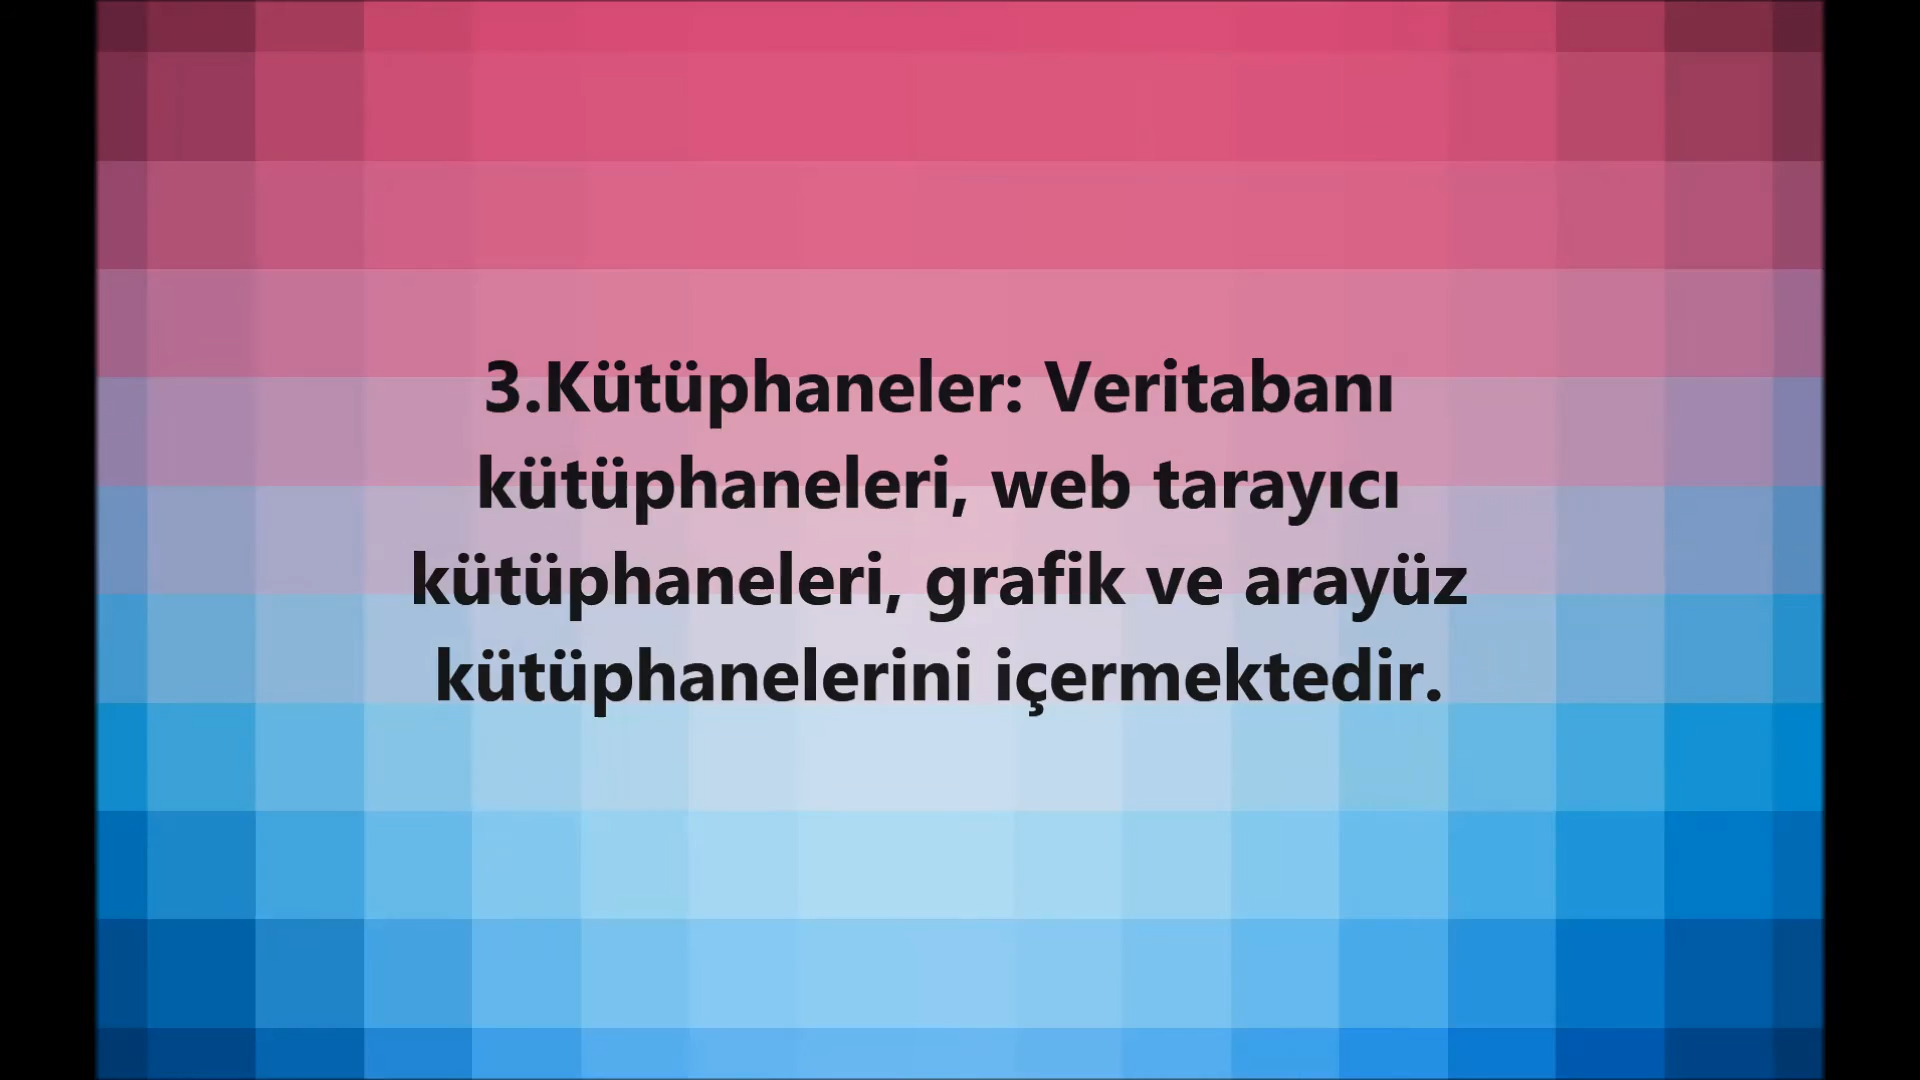 3.Kütüphaneler: Veritabanı
kütüphaneleri, web tarayıcı
kütüphaneleri, grafik ve arayüz
kütüphanelerini içermektedir.